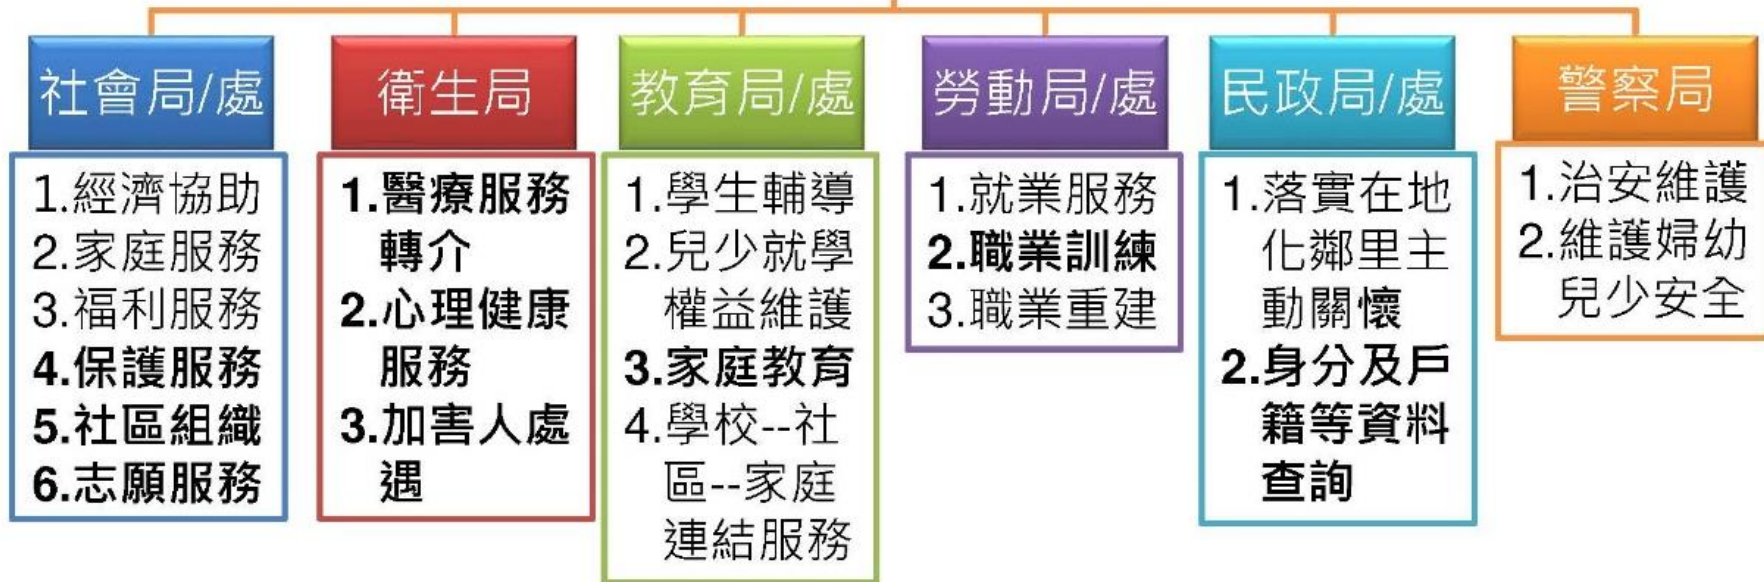 社會局/處
1.經濟協助
2.家庭服務
3.福利服務
4.保護服務
5.社區組織
6.志願服務
衛生局
1.醫療服務
轉介
2.心理健康
服務
3.加害人處
遇
教育局/處
1.學生輔導
2.兒少就學
權益維護
3.家庭教育
4.學校--社
區--家庭
連結服務
勞動局/處
1.就業服務
2.職業訓練
3.職業重建
民政局/處
1.落實在地
化鄰里主
動關懷
2.身分及戶
籍等資料
查詢
警察局
1.治安維護
2.維護婦幼
兒少安全